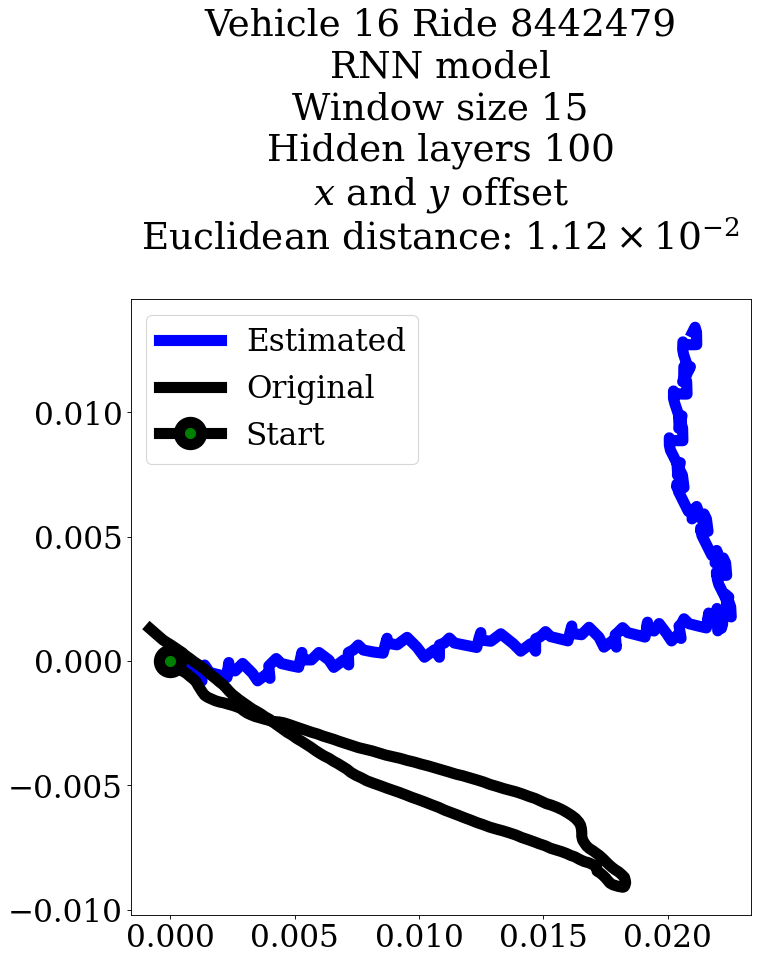 Vehicle 16 Ride 8442479
RNN model
Window size 15
Hidden layers 100
x and y offset
Euclidean distance: 1.12 × 10⁻²
Estimated
Original
Start
0.010
0.005
0.000
−0.005
−0.010
0.000 0.005 0.010 0.015 0.020